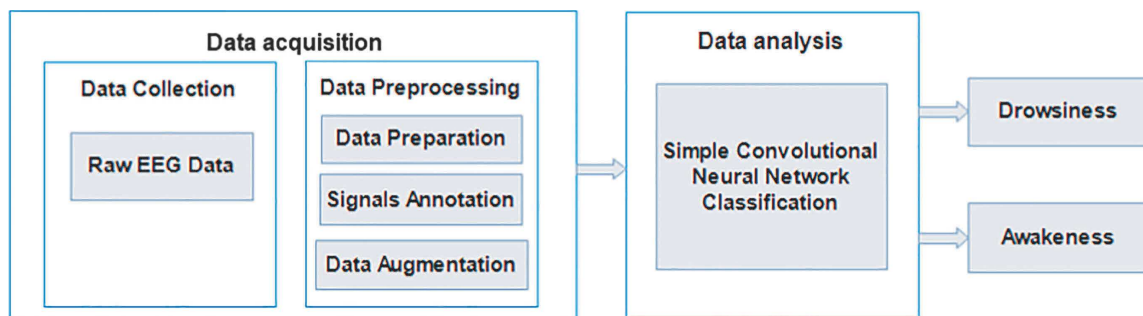 Data acquisition
Data Collection
Raw EEG Data
Data Preprocessing
Data Preparation
Signals Annotation
Data Augmentation
Data analysis
Simple Convolutional
Neural Network
Classification
Drowsiness
Awakeness